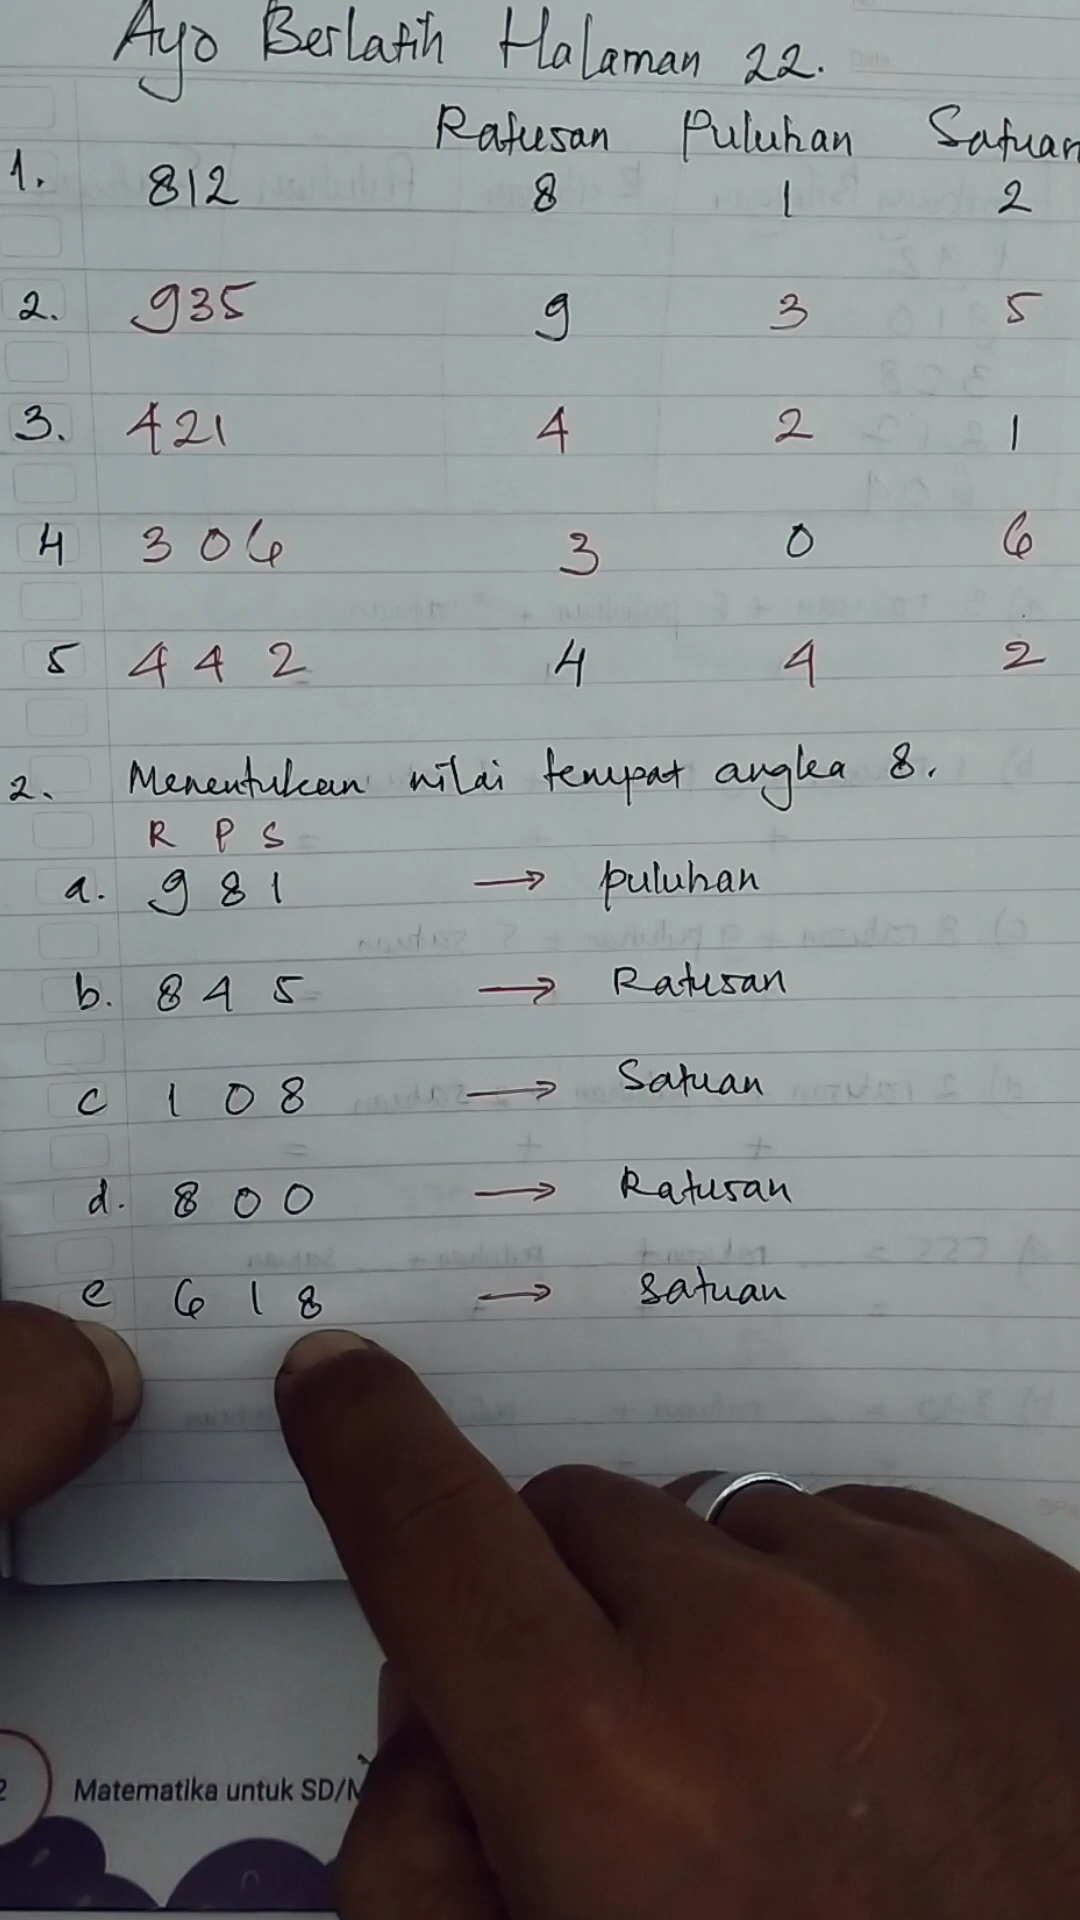 Ayo Berlatih Halaman 22.
Ratusan Puluhan Satuan
1. 812 8 1 2
2. 935 9 3 5
3. 421 4 2 1
4 306 3 0 6
5 442 4 4 2
2. Menentukan nilai tempat angka 8.
R P S
a. 981 → puluhan
b. 845 → Ratusan
c 108 → Satuan
d. 800 → Ratusan
e 618 → satuan
2 Matematika untuk SD/M